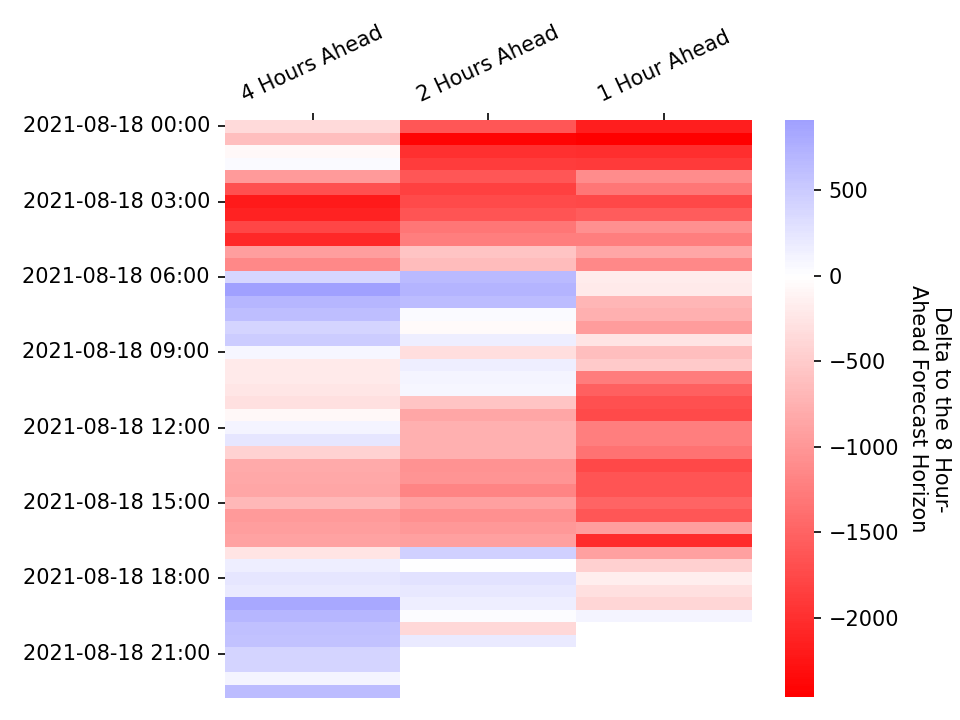 4 Hours Ahead
2 Hours Ahead
1 Hour Ahead
2021-08-18 00:00
2021-08-18 03:00
2021-08-18 06:00
2021-08-18 09:00
2021-08-18 12:00
2021-08-18 15:00
2021-08-18 18:00
2021-08-18 21:00
500
0
−500
−1000
−1500
−2000
Delta to the 8 Hour-
Ahead Forecast Horizon